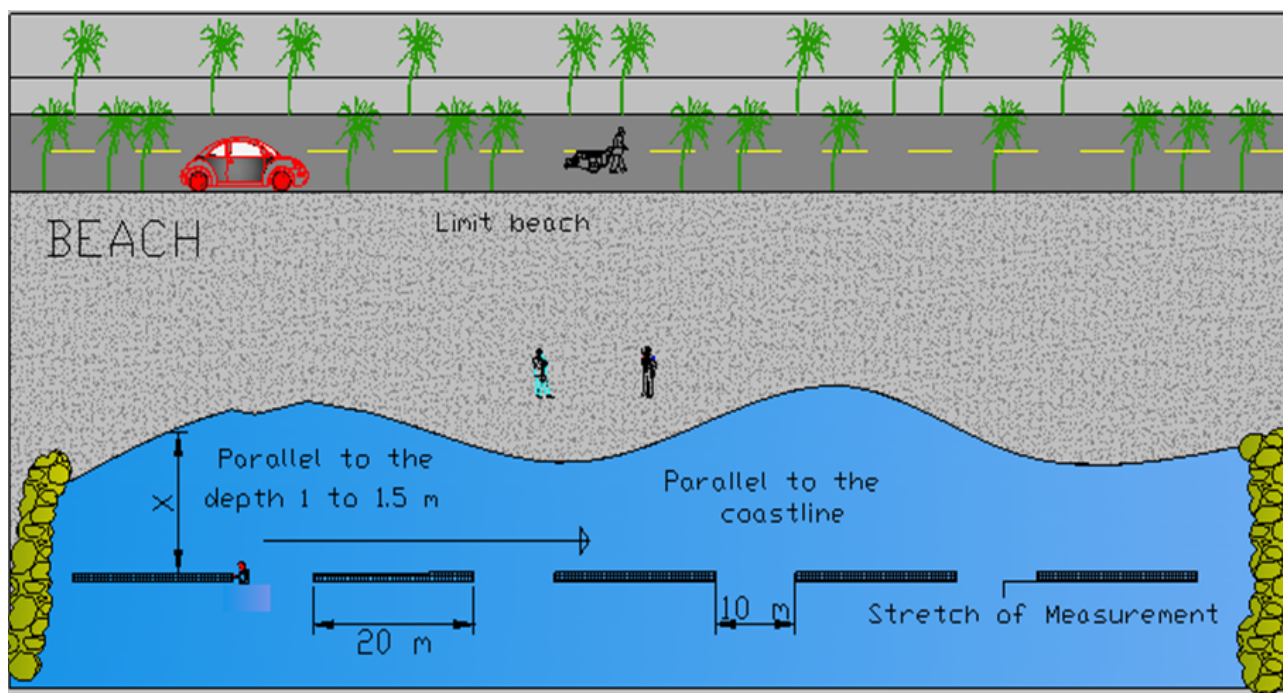 Limit beach
BEACH
Parallel to the
depth 1 to 1.5 m
X
Parallel to the
coastline
10 m
20 m
Stretch of Measurement